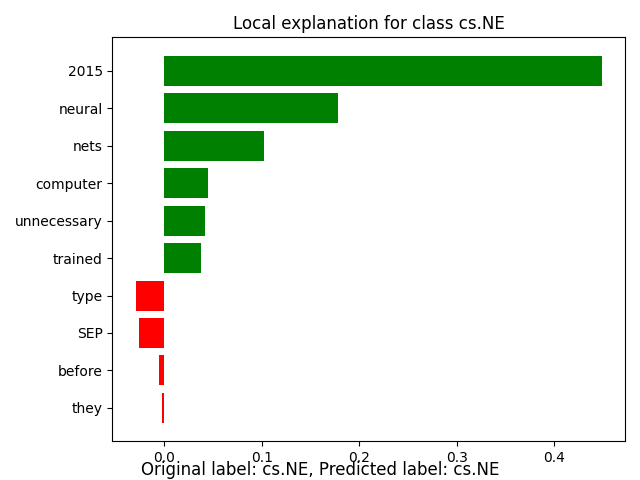 Local explanation for class cs.NE
2015
neural
nets
computer
unnecessary
trained
type
SEP
before
they
0.0 0.1 0.2 0.3 0.4
Original label: cs.NE, Predicted label: cs.NE